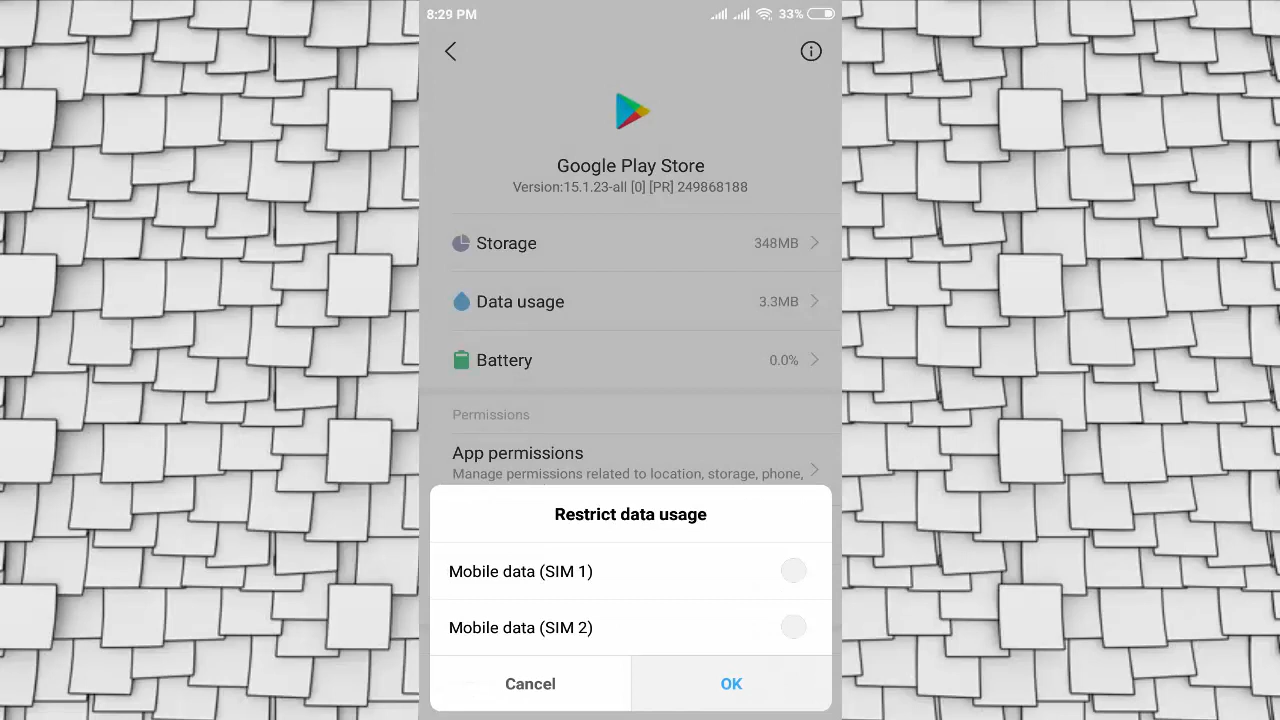 8:29 PM
33%
Google Play Store
Version:15.1.23-all [0] [PR] 249868188
Storage
348MB
Data usage
3.3MB
Battery
0.0%
Permissions
App permissions
Manage permissions related to location, storage, phone,
Restrict data usage
Mobile data (SIM 1)
Mobile data (SIM 2)
Cancel
OK